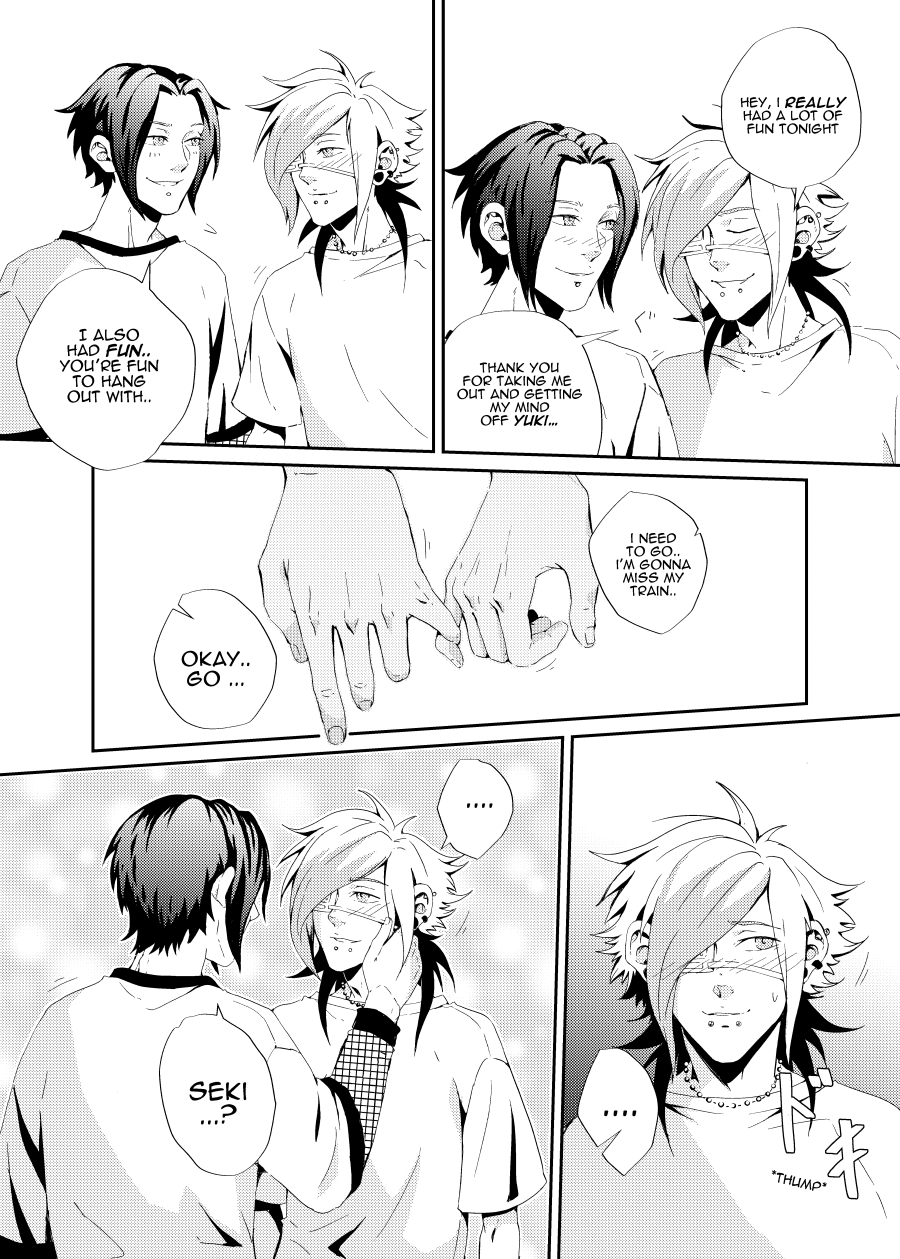 HEY, I REALLY
HAD A LOT OF
FUN TONIGHT
I ALSO
HAD FUN..
YOU'RE FUN
TO HANG
OUT WITH..
THANK YOU
FOR TAKING ME
OUT AND GETTING
MY MIND
OFF YUKI...
I NEED
TO GO..
I'M GONNA
MISS MY
TRAIN..
OKAY..
GO ...
....
SEKI
...?
....
ドキ
*THUMP*